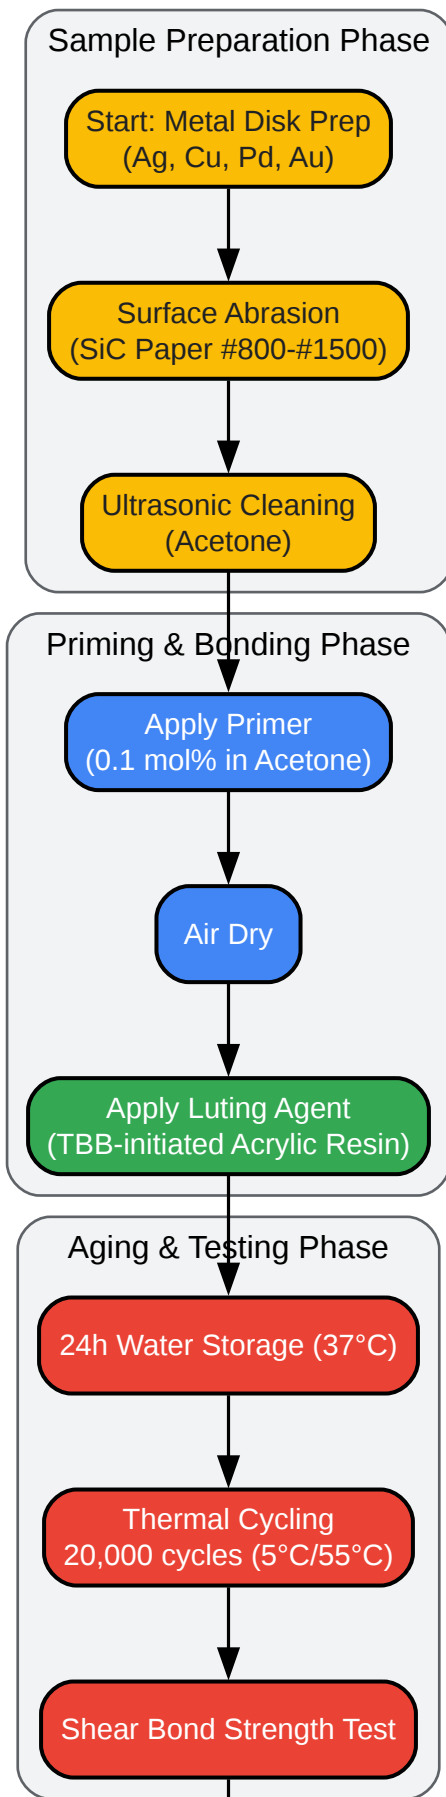 Sample Preparation Phase
Start: Metal Disk Prep
(Ag, Cu, Pd, Au)
Surface Abrasion
(SiC Paper #800-#1500)
Ultrasonic Cleaning
(Acetone)
Priming & Bonding Phase
Apply Primer
(0.1 mol% in Acetone)
Air Dry
Apply Luting Agent
(TBB-initiated Acrylic Resin)
Aging & Testing Phase
24h Water Storage (37°C)
Thermal Cycling
20,000 cycles (5°C/55°C)
Shear Bond Strength Test